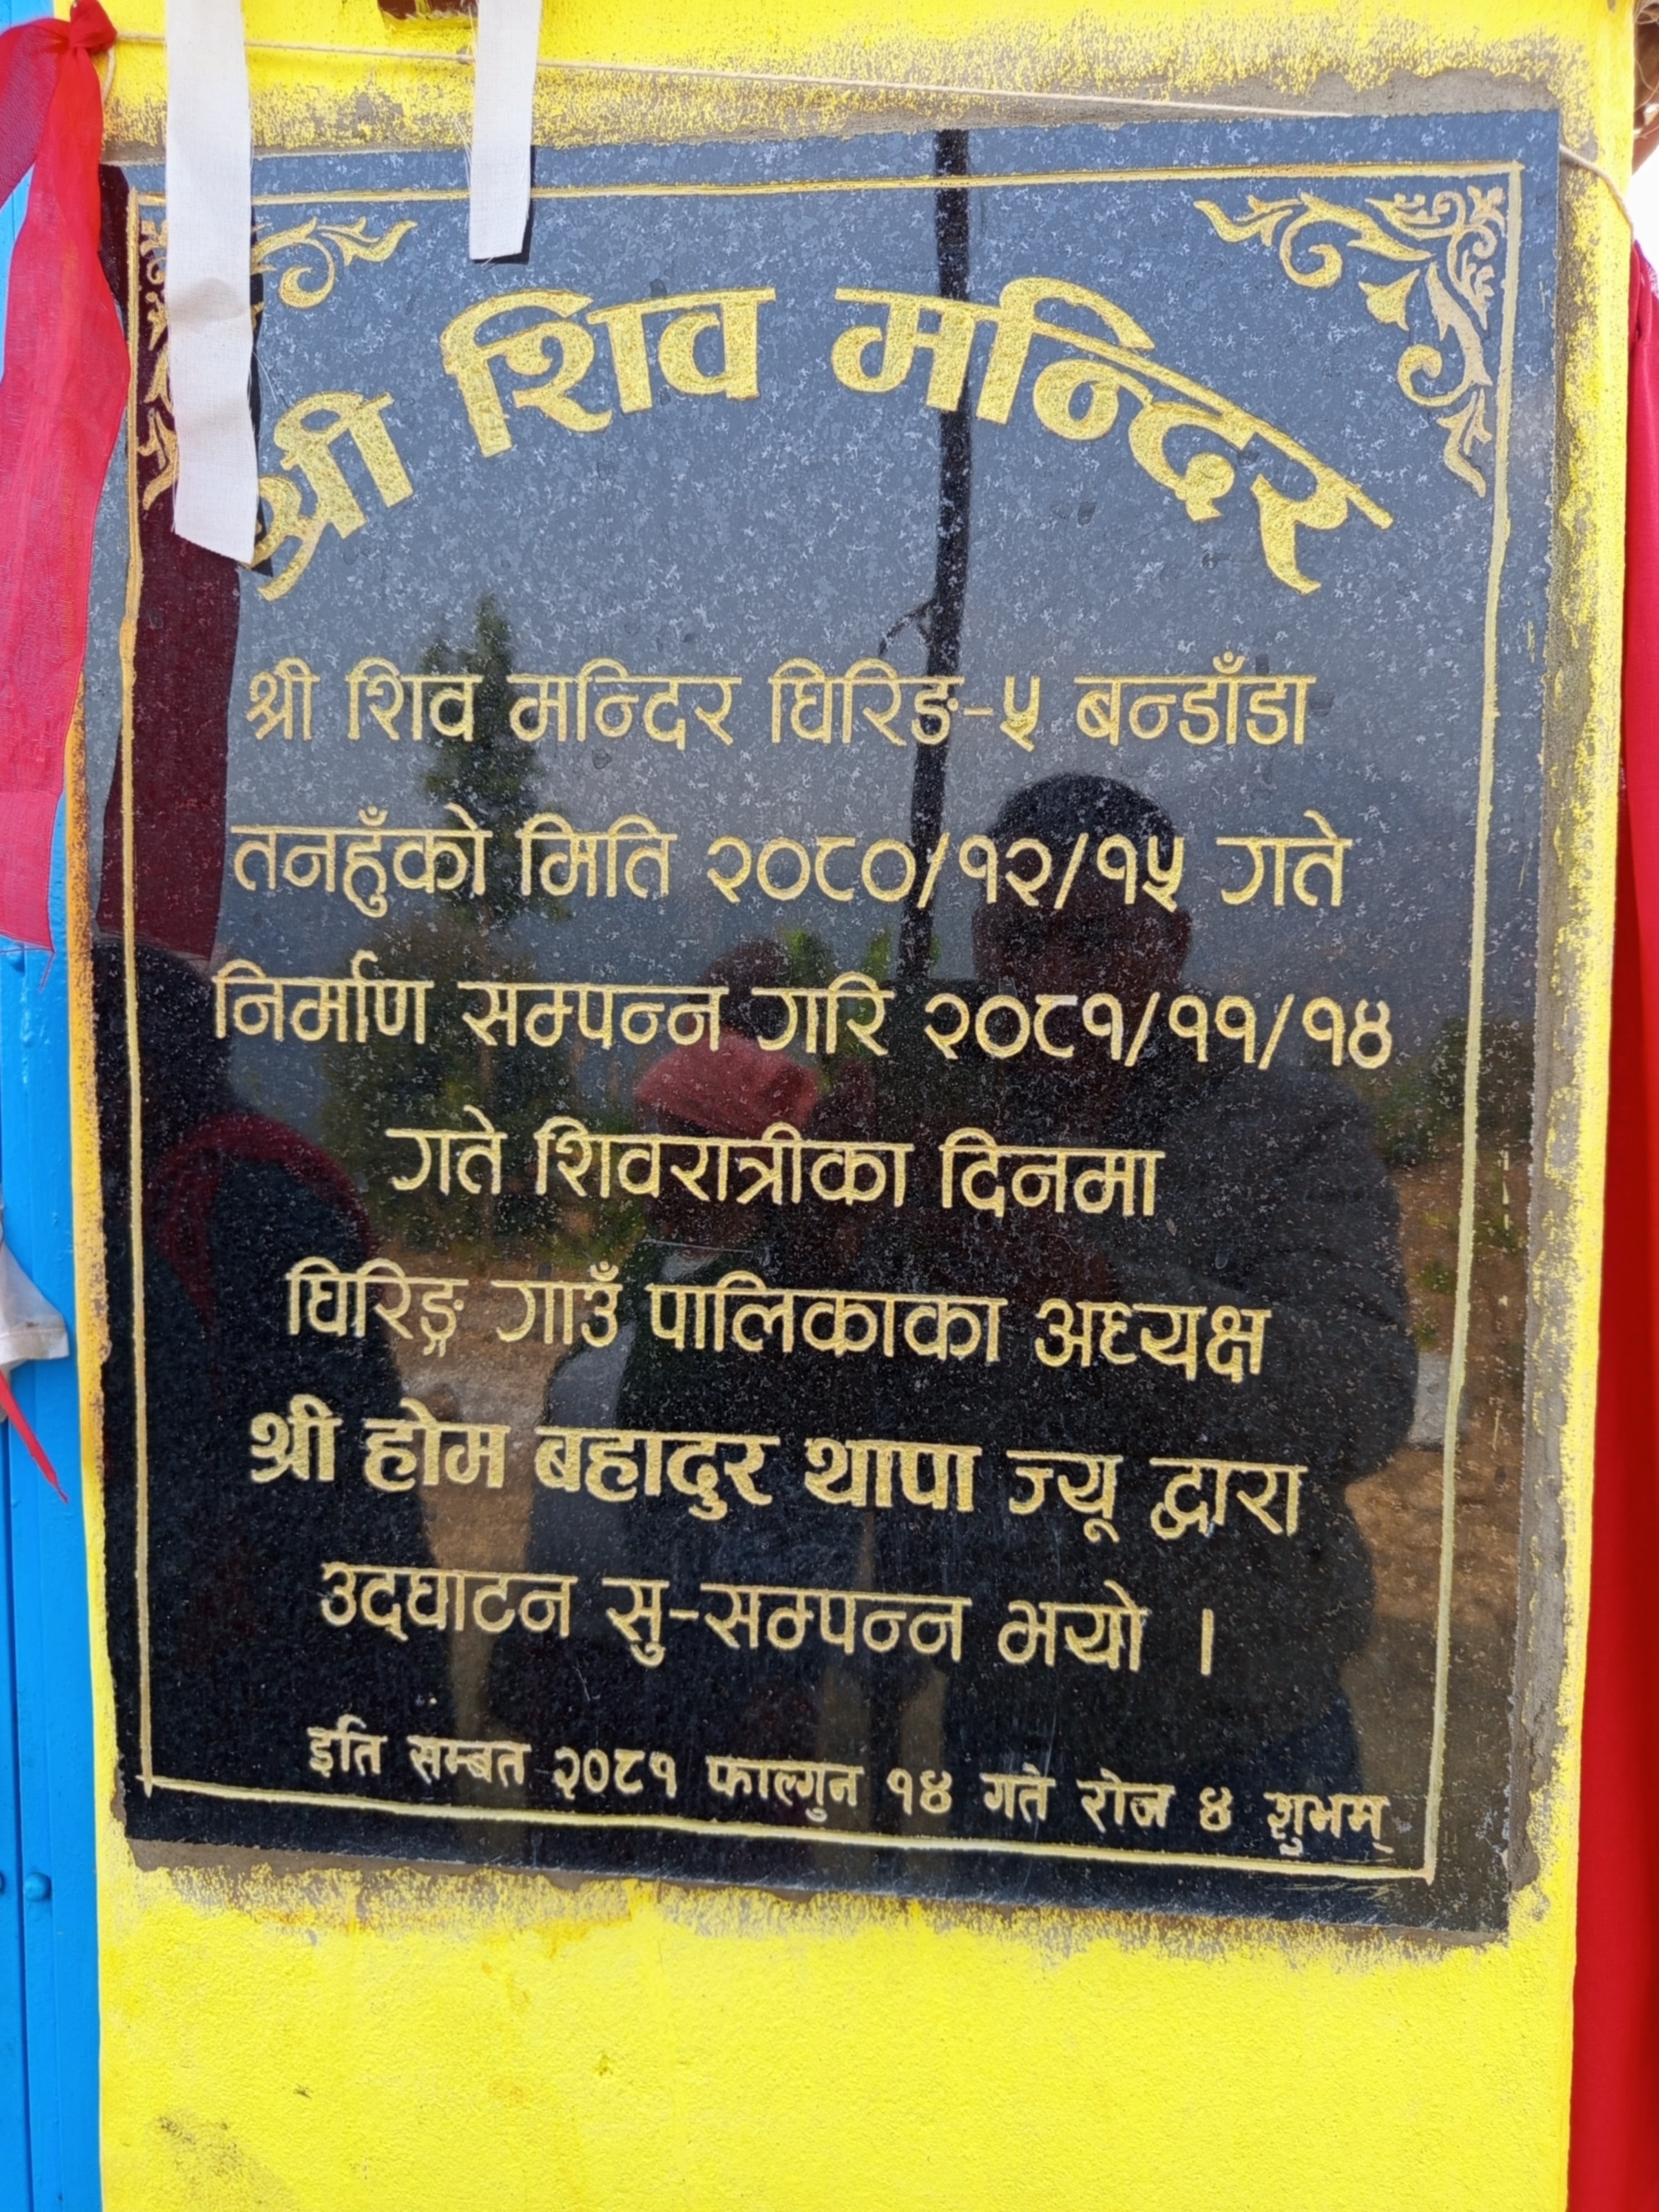 श्री शिव मन्दिर
श्री शिव मन्दिर घिरिङ-५ बन्डाँडा
तनहुँको मिति २०८०/१२/१५ गते
निर्माण सम्पन्न गरि २०८१/११/१४
गते शिवरात्रीका दिनमा
घिरिङ्ग गाउँ पालिकाका अध्यक्ष
श्री होम बहादुर थापा ज्यू द्वारा
उद्घाटन सु-सम्पन्न भयो ।
इति सम्बत २०८१ फाल्गुन १४ गते रोज ४ शुभम्